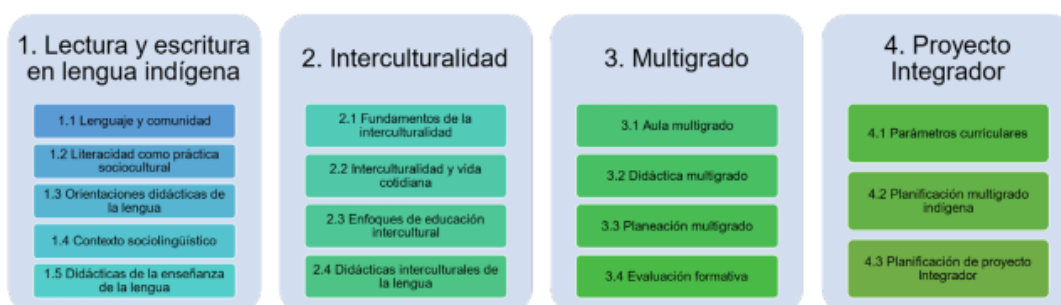 1. Lectura y escritura
en lengua indígena
1.1 Lenguaje y comunidad
1.2 Literacidad como práctica
sociocultural
1.3 Orientaciones didácticas de
la lengua
1.4 Contexto sociolingüístico
1.5 Didácticas de la enseñanza
de la lengua
2. Interculturalidad
2.1 Fundamentos de la
interculturalidad
2.2 Interculturalidad y vida
cotidiana
2.3 Enfoques de educación
intercultural
2.4 Didácticas interculturales de
la lengua
3. Multigrado
3.1 Aula multigrado
3.2 Didáctica multigrado
3.3 Planeación multigrado
3.4 Evaluación formativa
4. Proyecto
Integrador
4.1 Parámetros curriculares
4.2 Planificación multigrado
indígena
4.3 Planificación de proyecto
Integrador